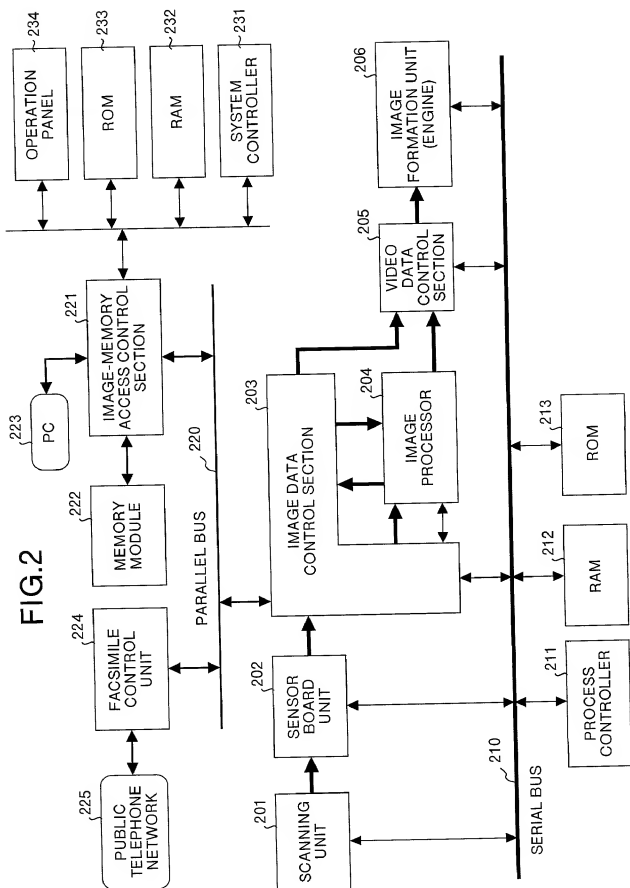 FIG.2
225
PUBLIC
TELEPHONE
NETWORK
224
FACSIMILE
CONTROL
UNIT
222
MEMORY
MODULE
223
PC
221
IMAGE-MEMORY
ACCESS CONTROL
SECTION
234
OPERATION
PANEL
233
ROM
232
RAM
231
SYSTEM
CONTROLLER
PARALLEL BUS
220
201
SCANNING
UNIT
202
SENSOR
BOARD
UNIT
203
IMAGE DATA
CONTROL SECTION
204
IMAGE
PROCESSOR
205
VIDEO
DATA
CONTROL
SECTION
206
IMAGE
FORMATION UNIT
(ENGINE)
SERIAL BUS
210
211
PROCESS
CONTROLLER
212
RAM
213
ROM